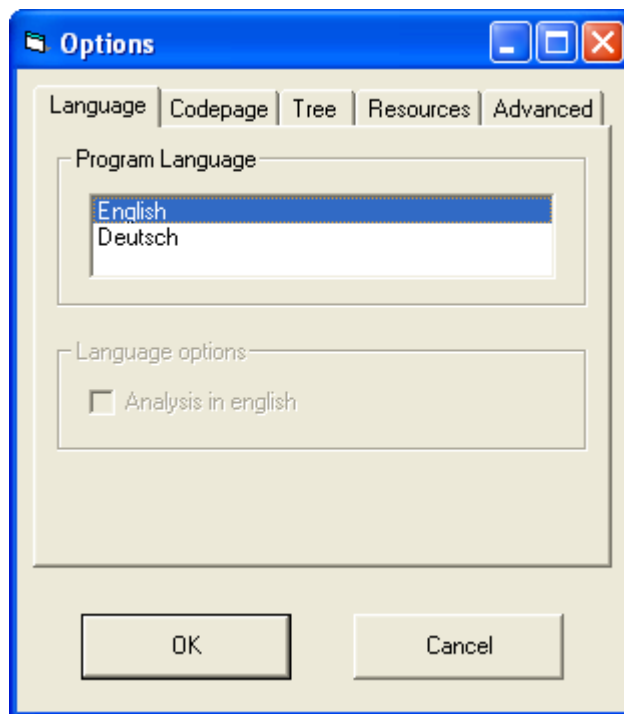 Options
Language Codepage Tree Resources Advanced
Program Language
English
Deutsch
Language options
Analysis in english
OK Cancel